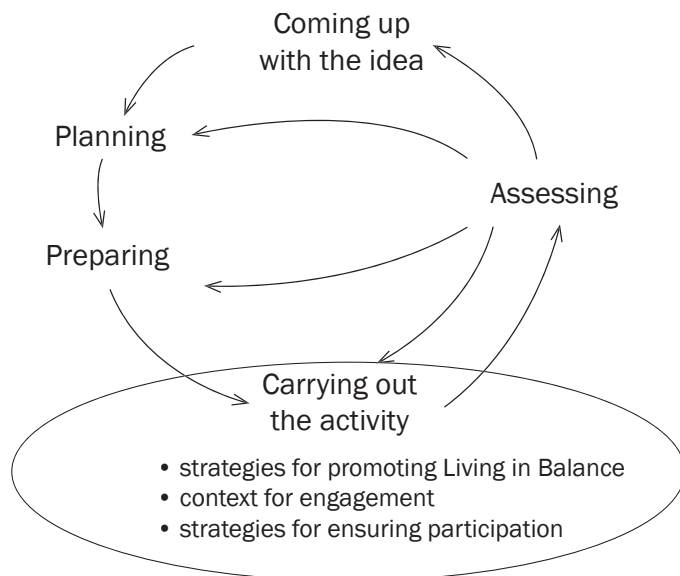 Coming up
with the idea
Planning
Assessing
Preparing
Carrying out
the activity
• strategies for promoting Living in Balance
• context for engagement
• strategies for ensuring participation